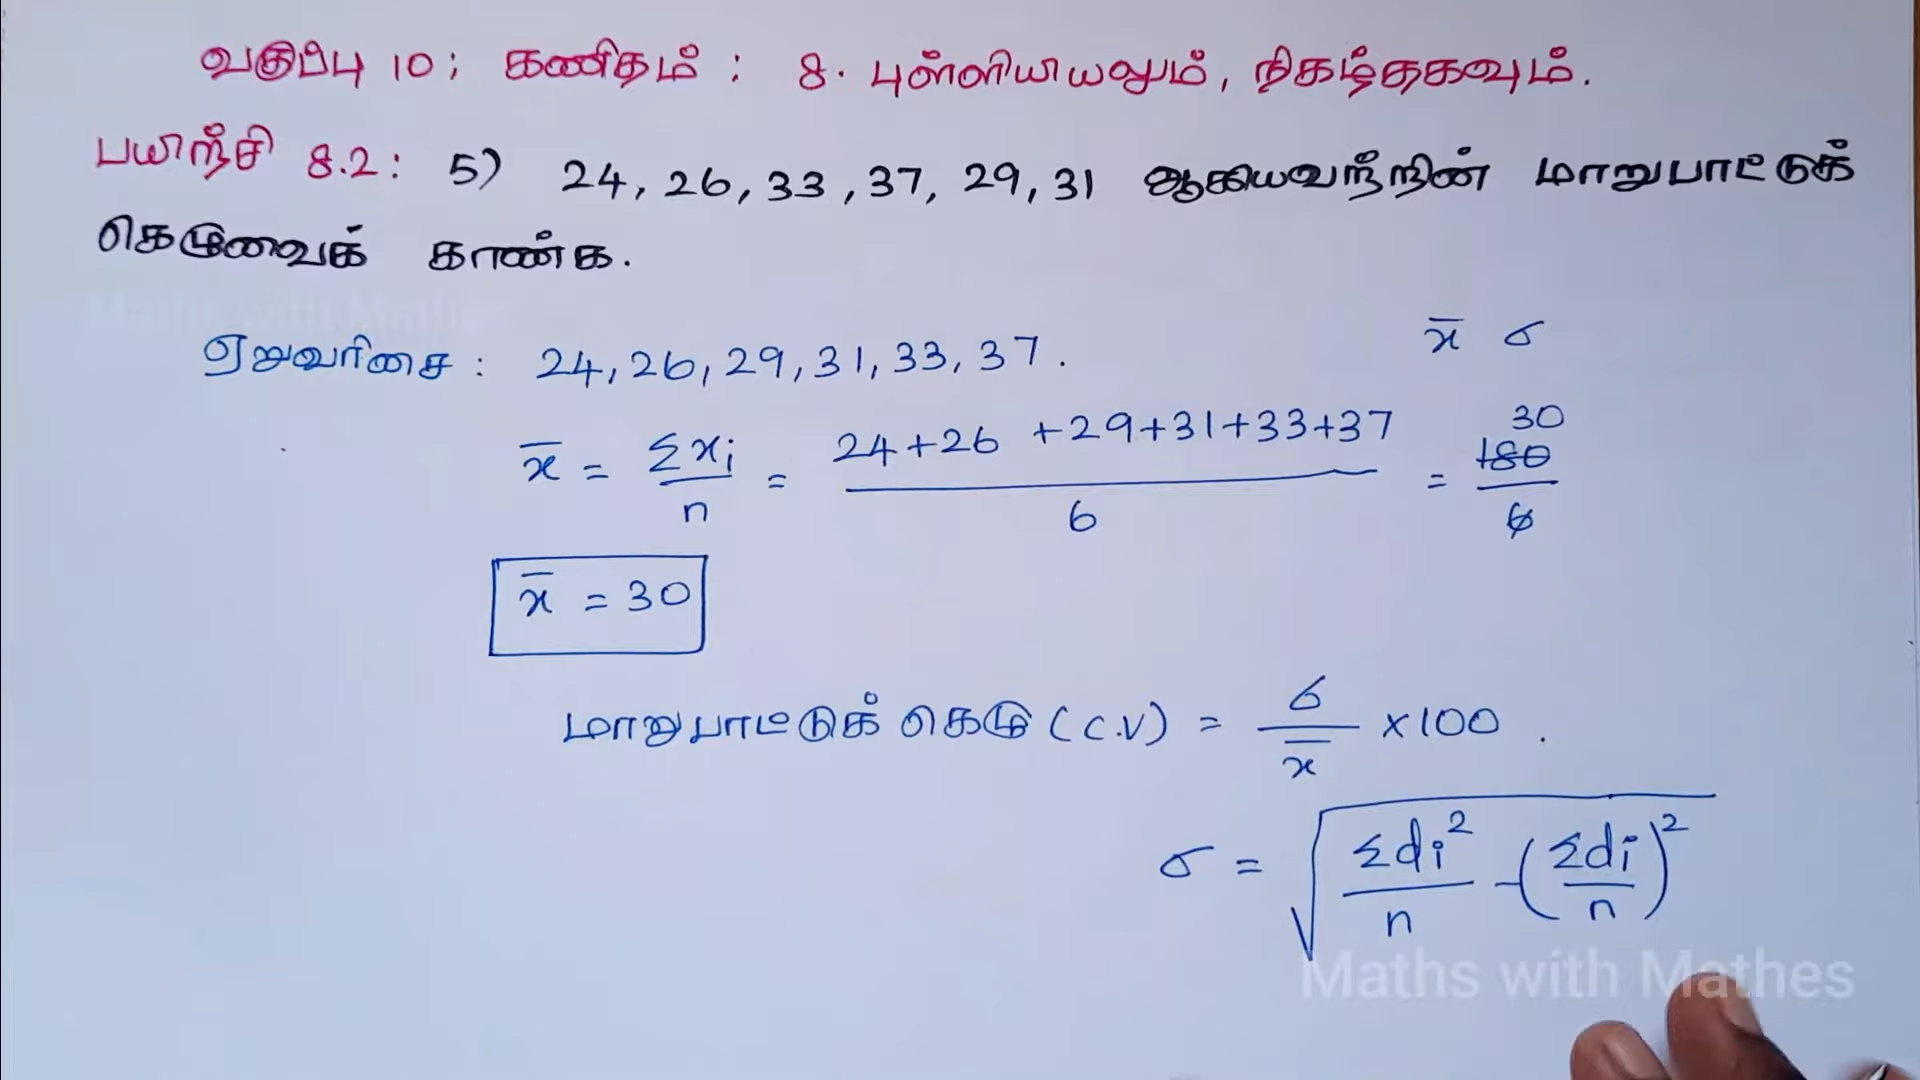 வகுப்பு 10 ; கணிதம் : 8. புள்ளியியலும், நிகழ்தகவும்.
பயிற்சி 8.2 : 5) 24, 26, 33, 37, 29, 31 ஆகியவற்றின் மாறுபாட்டுக்
கெழுவைக் காண்க.
x̄ σ
ஏறுவரிசை : 24, 26, 29, 31, 33, 37.
x̄ = Σxi/n = (24+26+29+31+33+37)/6 = 180/6 30
x̄ = 30
மாறுபாட்டுக் கெழு (C.V) = σ/x̄ × 100.
σ = √(Σdi²/n - (Σdi/n)²)
Maths with Mathes